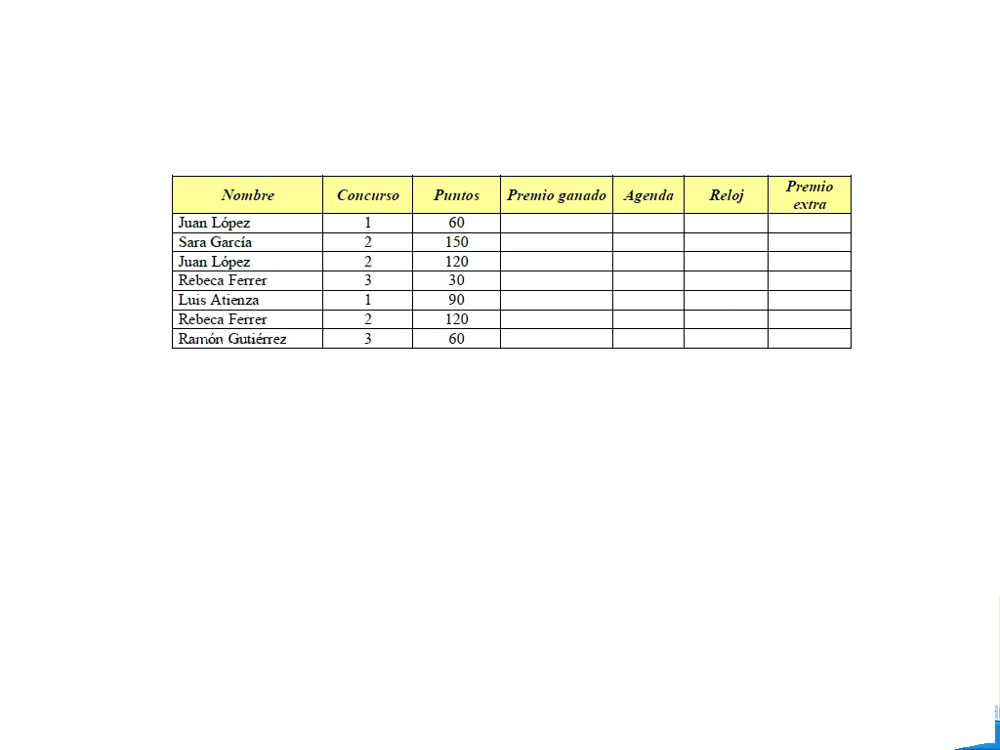 Nombre Concurso Puntos Premio ganado Agenda Reloj Premio extra
Juan López 1 60
Sara García 2 150
Juan López 2 120
Rebeca Ferrer 3 30
Luis Atienza 1 90
Rebeca Ferrer 2 120
Ramón Gutiérrez 3 60